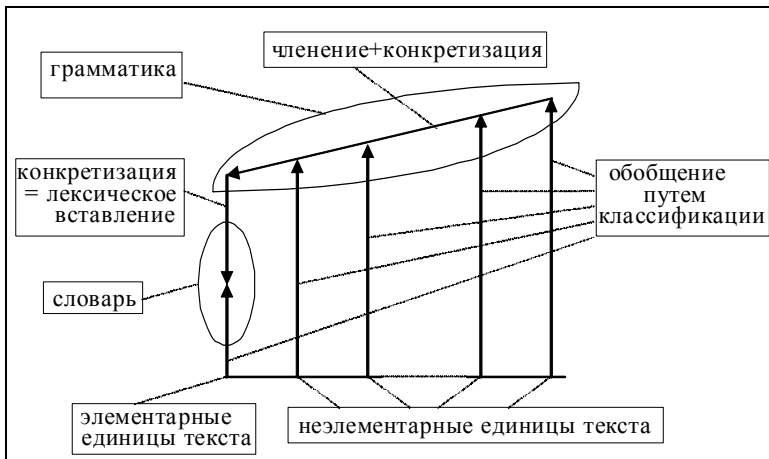 членение+конкретизация
грамматика
конкретизация
= лексическое
вставление
обобщение
путем
классификации
словарь
элементарные
единицы текста
неэлементарные единицы текста